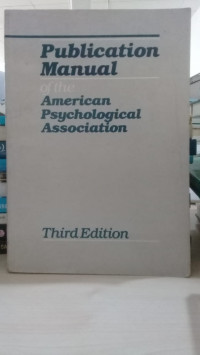 Publication
Manual
of the
American
Psychological
Association
Third Edition